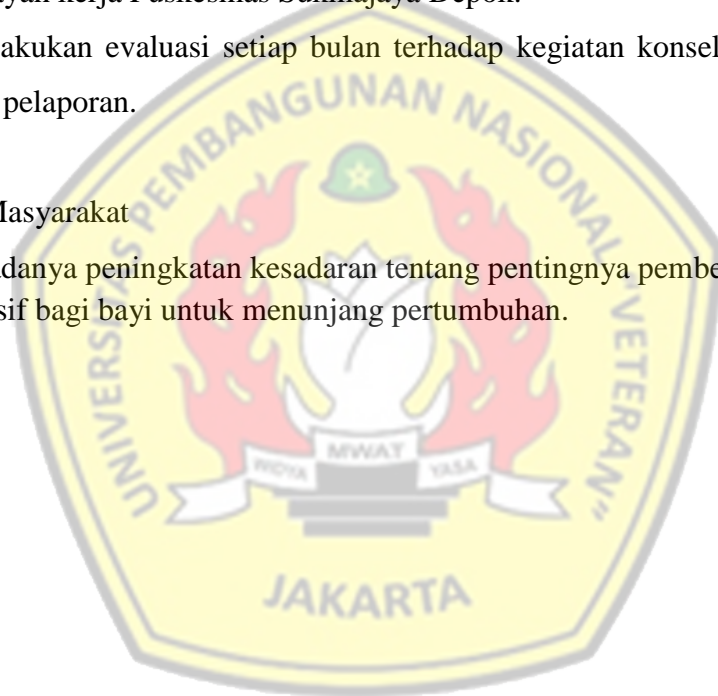 yan kerja Puskesmas Sukmajaya Depok.
akukan evaluasi setiap bulan terhadap kegiatan konsel
pelaporan.
Masyarakat
danya peningkatan kesadaran tentang pentingnya pembe
sif bagi bayi untuk menunjang pertumbuhan.
UNIVERSITAS PEMBANGUNAN NASIONAL "VETERAN"
WIDYA MWAT YASA
JAKARTA